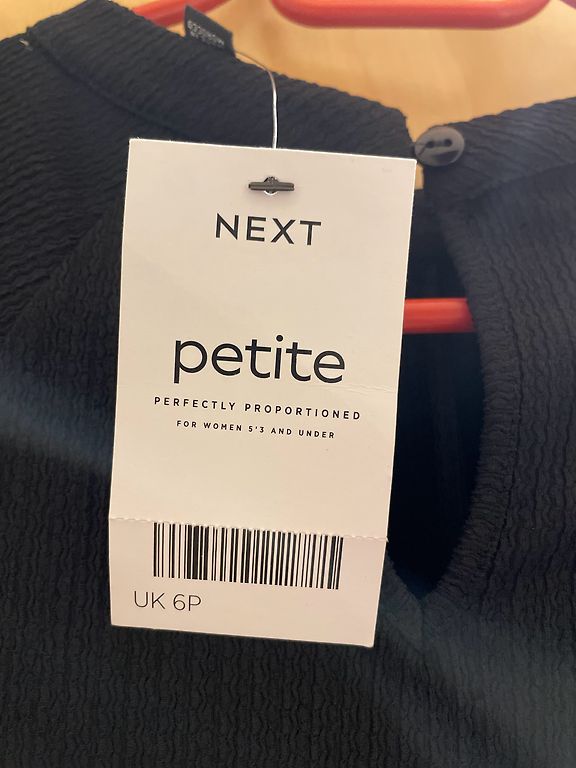 NEXT
petite
PERFECTLY PROPORTIONED
FOR WOMEN 5'3 AND UNDER
UK 6P